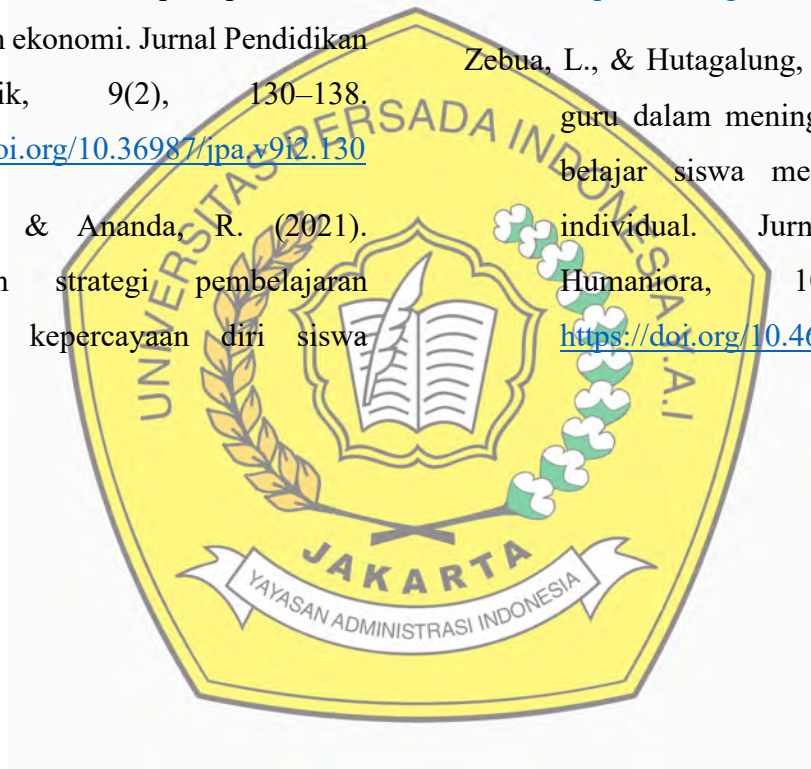 ekonomi. Jurnal Pendidikan
9(2), 130–138.
oi.org/10.36987/jpa.v9i2.130
& Ananda, R. (2021).
strategi pembelajaran
kepercayaan diri siswa
Zebua, L., & Hutagalung,
guru dalam mening
belajar siswa me
individual. Jurn
Humaniora, 10
https://doi.org/10.46
UNIVERSITAS PERSADA INDONESIA Y.A.I
JAKARTA
YAYASAN ADMINISTRASI INDONESIA